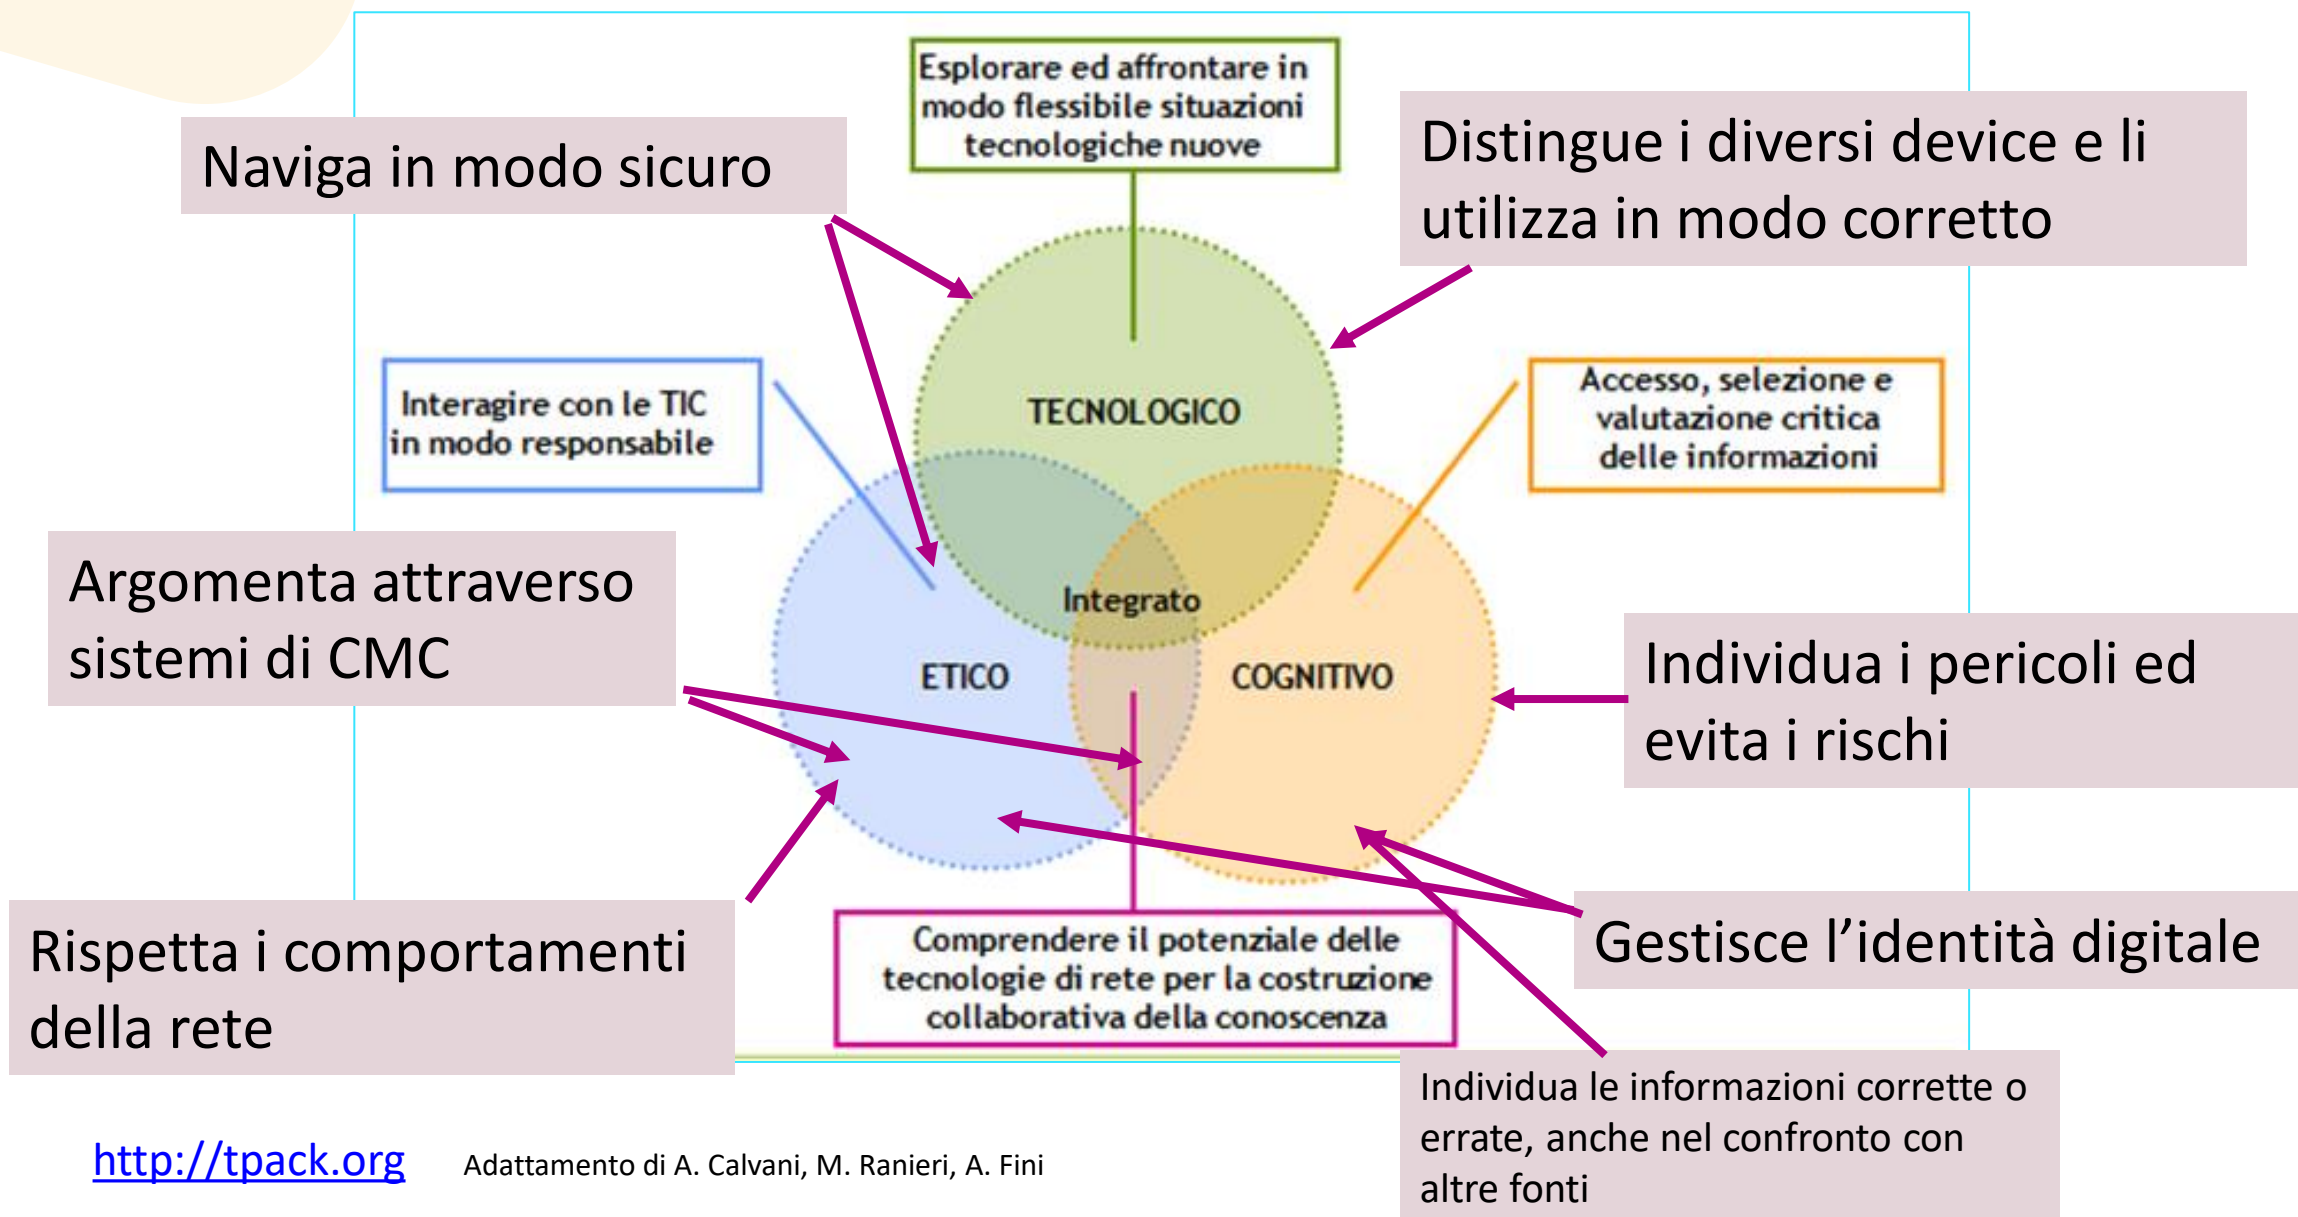 Esplorare ed affrontare in
modo flessibile situazioni
tecnologiche nuove
Naviga in modo sicuro
Distingue i diversi device e li
utilizza in modo corretto
Interagire con le TIC
in modo responsabile
TECNOLOGICO
Accesso, selezione e
valutazione critica
delle informazioni
Argomenta attraverso
sistemi di CMC
Integrato
ETICO
COGNITIVO
Individua i pericoli ed
evita i rischi
Rispetta i comportamenti
della rete
Comprendere il potenziale delle
tecnologie di rete per la costruzione
collaborativa della conoscenza
Gestisce l’identità digitale
Individua le informazioni corrette o
errate, anche nel confronto con
altre fonti
http://tpack.org
Adattamento di A. Calvani, M. Ranieri, A. Fini